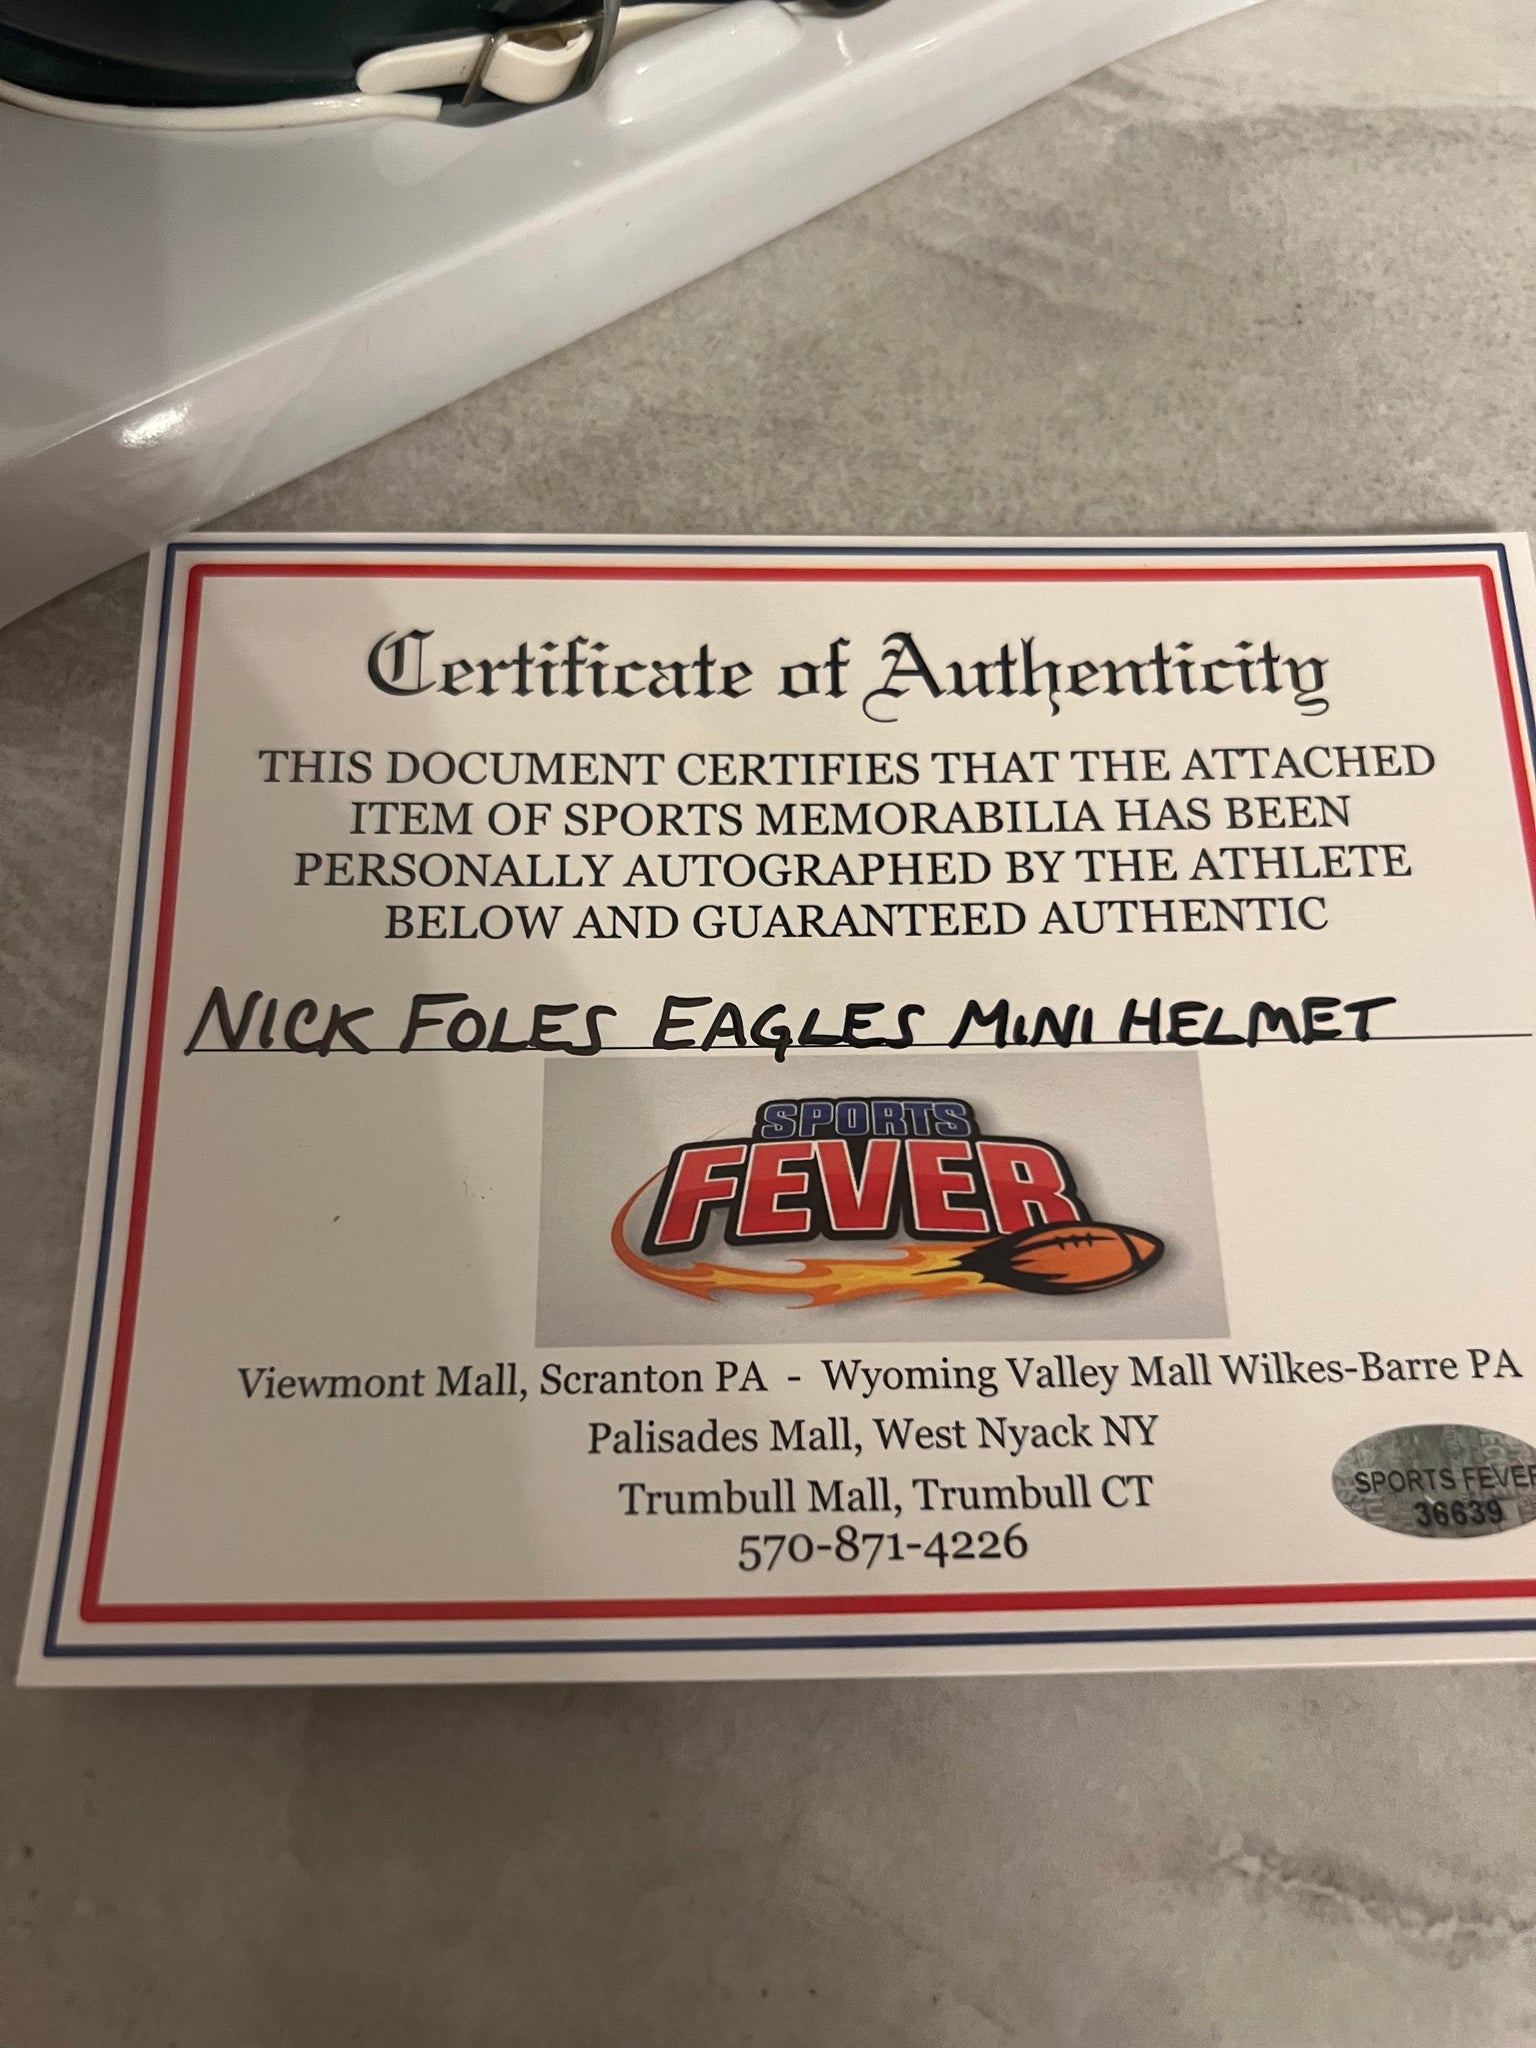 Certificate of Authenticity
THIS DOCUMENT CERTIFIES THAT THE ATTACHED
ITEM OF SPORTS MEMORABILIA HAS BEEN
PERSONALLY AUTOGRAPHED BY THE ATHLETE
BELOW AND GUARANTEED AUTHENTIC
NICK FOLES EAGLES MINI HELMET
SPORTS
FEVER
Viewmont Mall, Scranton PA - Wyoming Valley Mall Wilkes-Barre PA
Palisades Mall, West Nyack NY
Trumbull Mall, Trumbull CT
570-871-4226
SPORTS FEVER
36639